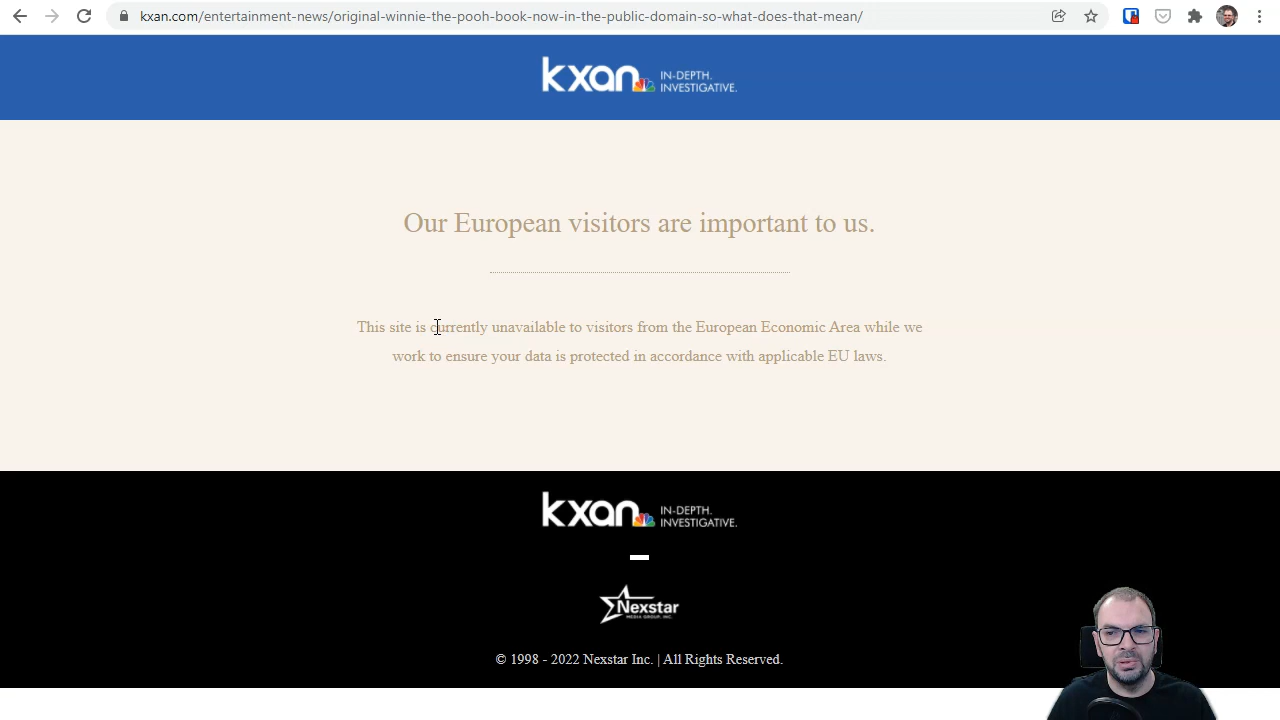 kxan.com/entertainment-news/original-winnie-the-pooh-book-now-in-the-public-domain-so-what-does-that-mean/
kxan IN-DEPTH.
INVESTIGATIVE.
Our European visitors are important to us.
This site is currently unavailable to visitors from the European Economic Area while we
work to ensure your data is protected in accordance with applicable EU laws.
kxan IN-DEPTH.
INVESTIGATIVE.
Nexstar
MEDIA GROUP, INC.
© 1998 - 2022 Nexstar Inc. | All Rights Reserved.